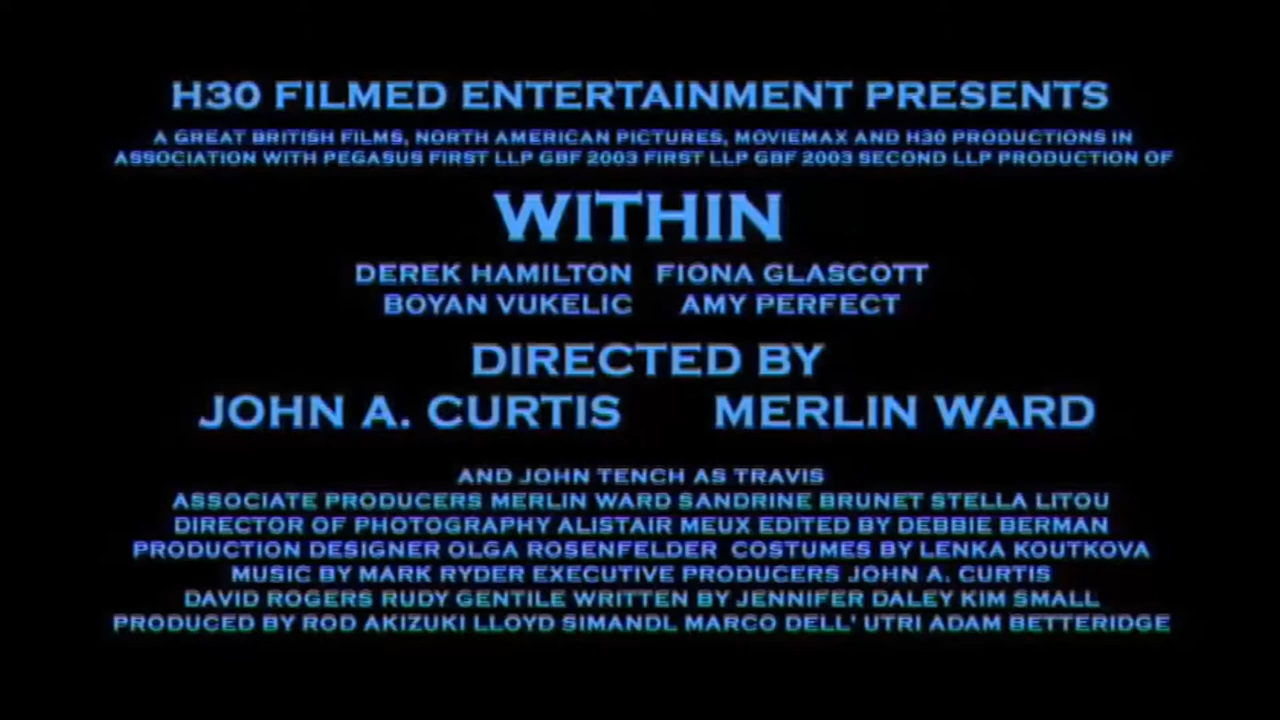 H30 FILMED ENTERTAINMENT PRESENTS
A GREAT BRITISH FILMS, NORTH AMERICAN PICTURES, MOVIEMAX AND H30 PRODUCTIONS IN
ASSOCIATION WITH PEGASUS FIRST LLP GBF 2003 FIRST LLP GBF 2003 SECOND LLP PRODUCTION OF
WITHIN
DEREK HAMILTON FIONA GLASCOTT
BOYAN VUKELIC AMY PERFECT
DIRECTED BY
JOHN A. CURTIS MERLIN WARD
AND JOHN TENCH AS TRAVIS
ASSOCIATE PRODUCERS MERLIN WARD SANDRINE BRUNET STELLA LITOU
DIRECTOR OF PHOTOGRAPHY ALISTAIR MEUX EDITED BY DEBBIE BERMAN
PRODUCTION DESIGNER OLGA ROSENFELDER COSTUMES BY LENKA KOUTKOVA
MUSIC BY MARK RYDER EXECUTIVE PRODUCERS JOHN A. CURTIS
DAVID ROGERS RUDY GENTILE WRITTEN BY JENNIFER DALEY KIM SMALL
PRODUCED BY ROD AKIZUKI LLOYD SIMANDL MARCO DELL' UTRI ADAM BETTERIDGE